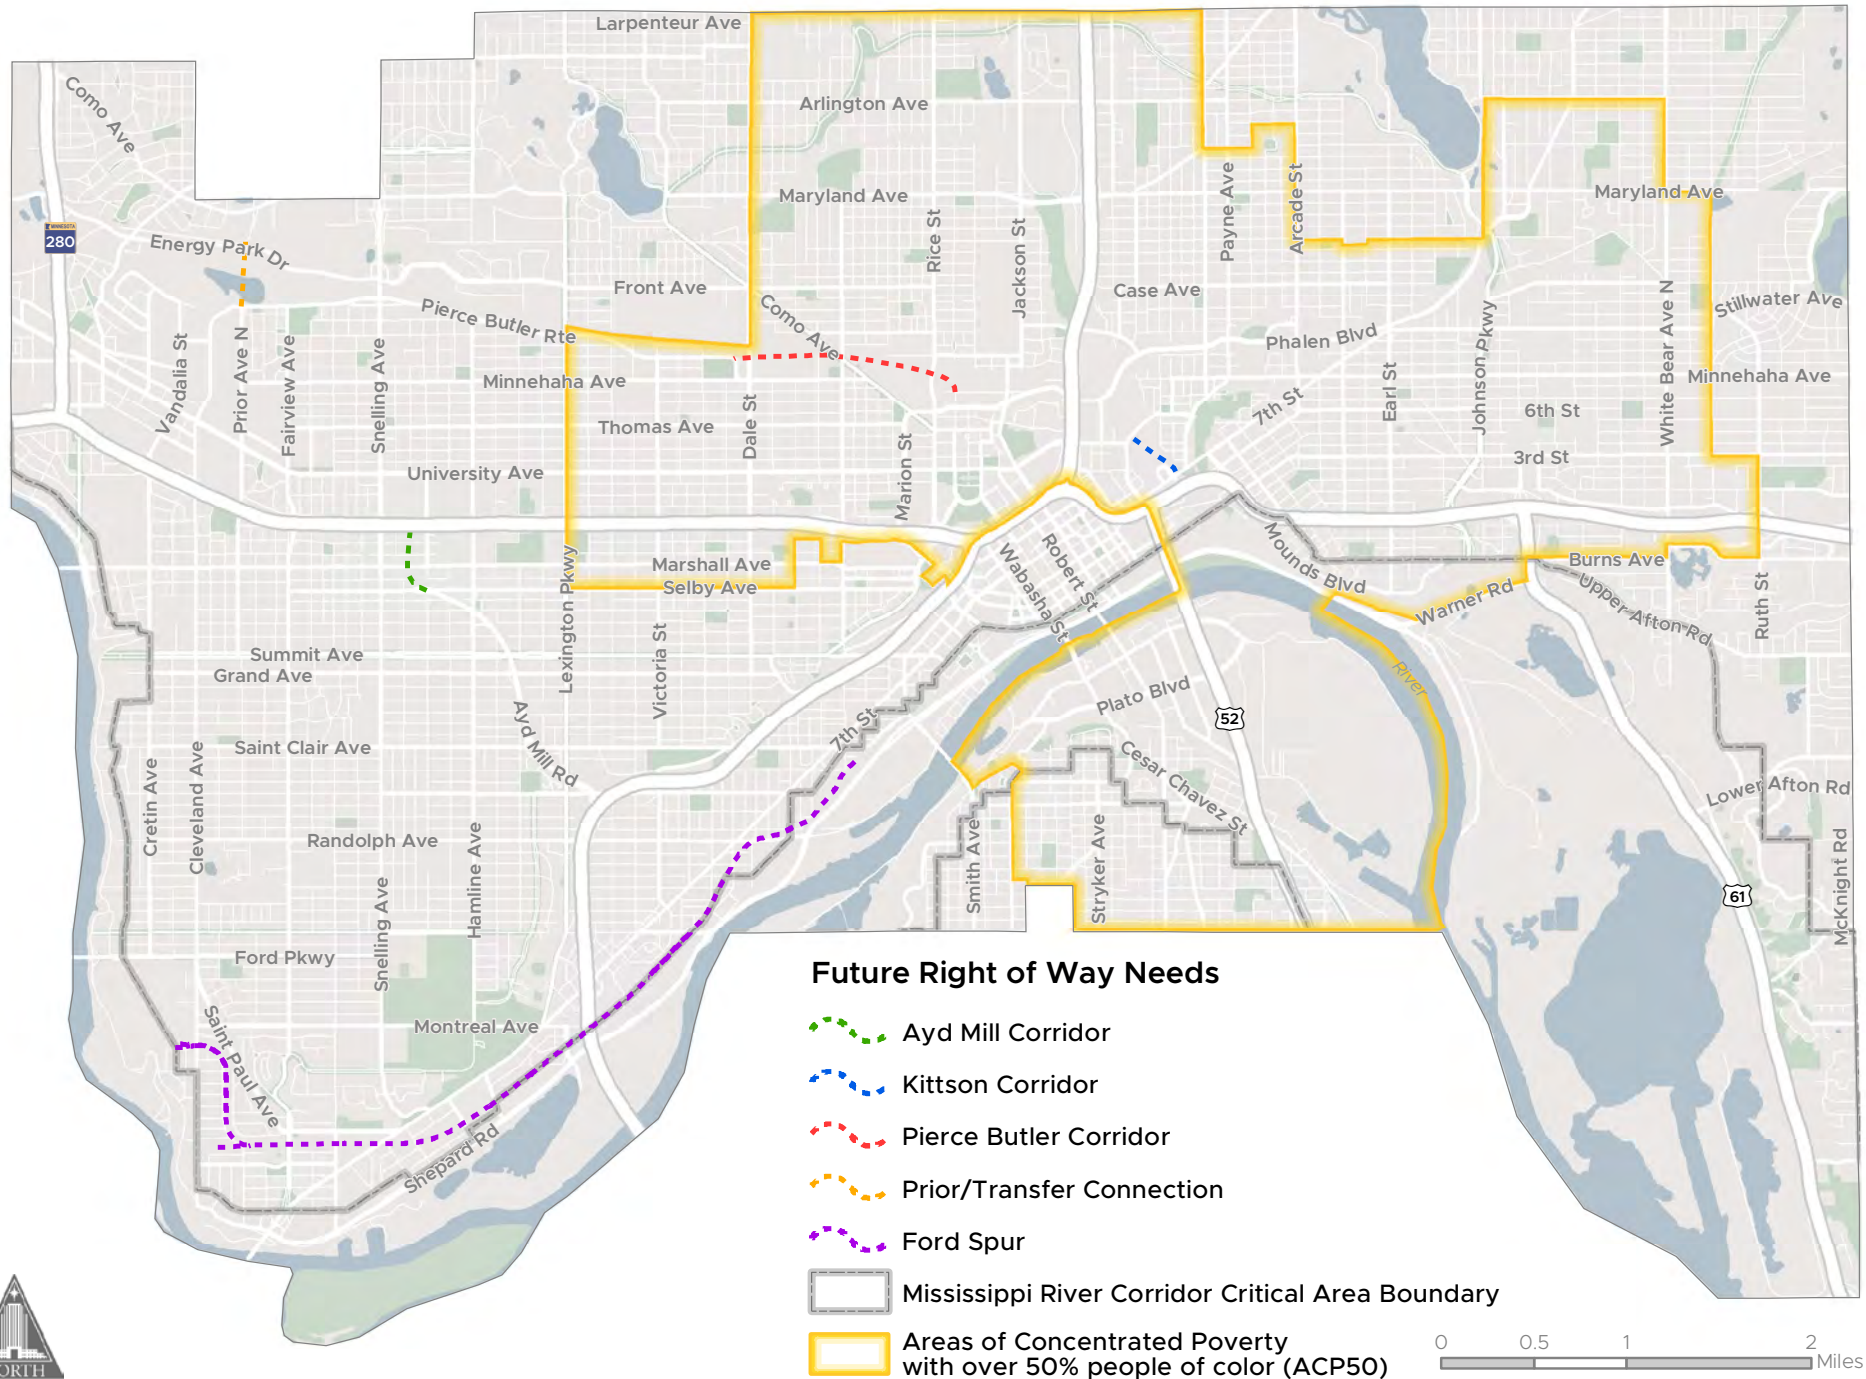 Larpenteur Ave
Como Ave
Arlington Ave
Maryland Ave
Maryland Ave
Payne Ave
Arcade St
Rice St
Jackson St
280
Energy Park Dr
Front Ave
Case Ave
Como Ave
Stillwater Ave
Pierce Butler Rte
Phalen Blvd
Johnson Pkwy
White Bear Ave N
Vandalia St
Prior Ave N
Fairview Ave
Snelling Ave
Minnehaha Ave
Minnehaha Ave
Earl St
7th St
6th St
Dale St
Thomas Ave
Marion St
3rd St
University Ave
Robert St
Wabasha St
Mounds Blvd
Marshall Ave
Selby Ave
Burns Ave
Warner Rd
Upper Afton Rd
Ruth St
Lexington Pkwy
Victoria St
Summit Ave
Grand Ave
River
Plato Blvd
52
Ayd Mill Rd
7th St
Saint Clair Ave
Cesar Chavez St
Cretin Ave
Cleveland Ave
Lower Afton Rd
Randolph Ave
Hamline Ave
Smith Ave
Stryker Ave
McKnight Rd
61
Snelling Ave
Ford Pkwy
Saint Paul Ave
Montreal Ave
Shepard Rd
Future Right of Way Needs
Ayd Mill Corridor
Kittson Corridor
Pierce Butler Corridor
Prior/Transfer Connection
Ford Spur
Mississippi River Corridor Critical Area Boundary
Areas of Concentrated Poverty
with over 50% people of color (ACP50)
0 0.5 1 2
Miles
ORTH